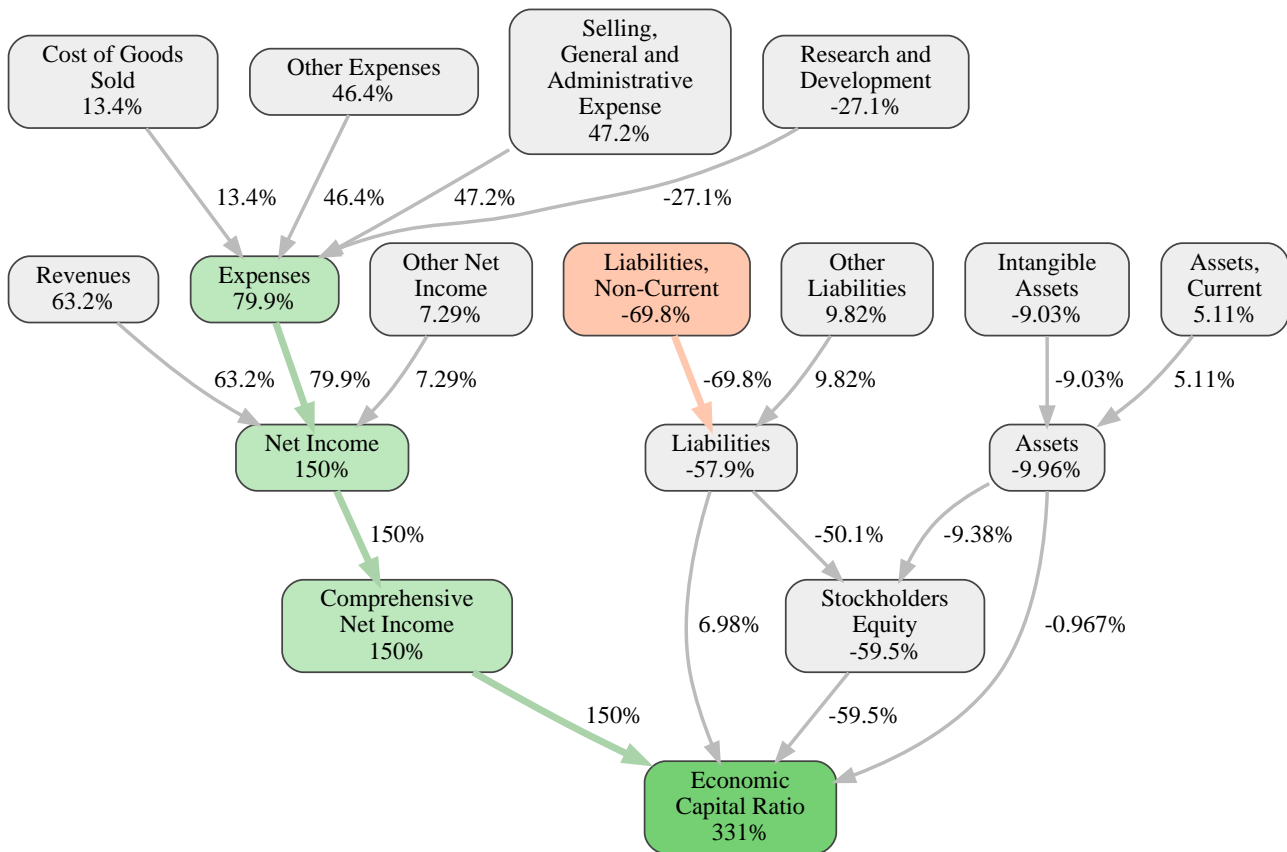 Cost of Goods
Sold
13.4%
Other Expenses
46.4%
Selling,
General and
Administrative
Expense
47.2%
Research and
Development
-27.1%
13.4%
46.4%
47.2%
-27.1%
Revenues
63.2%
Expenses
79.9%
Other Net
Income
7.29%
Liabilities,
Non-Current
-69.8%
Other
Liabilities
9.82%
Intangible
Assets
-9.03%
Assets,
Current
5.11%
63.2%
79.9%
7.29%
-69.8%
9.82%
-9.03%
5.11%
Net Income
150%
Liabilities
-57.9%
Assets
-9.96%
150%
-50.1%
-9.38%
Comprehensive
Net Income
150%
Stockholders
Equity
-59.5%
6.98%
-0.967%
150%
-59.5%
Economic
Capital Ratio
331%